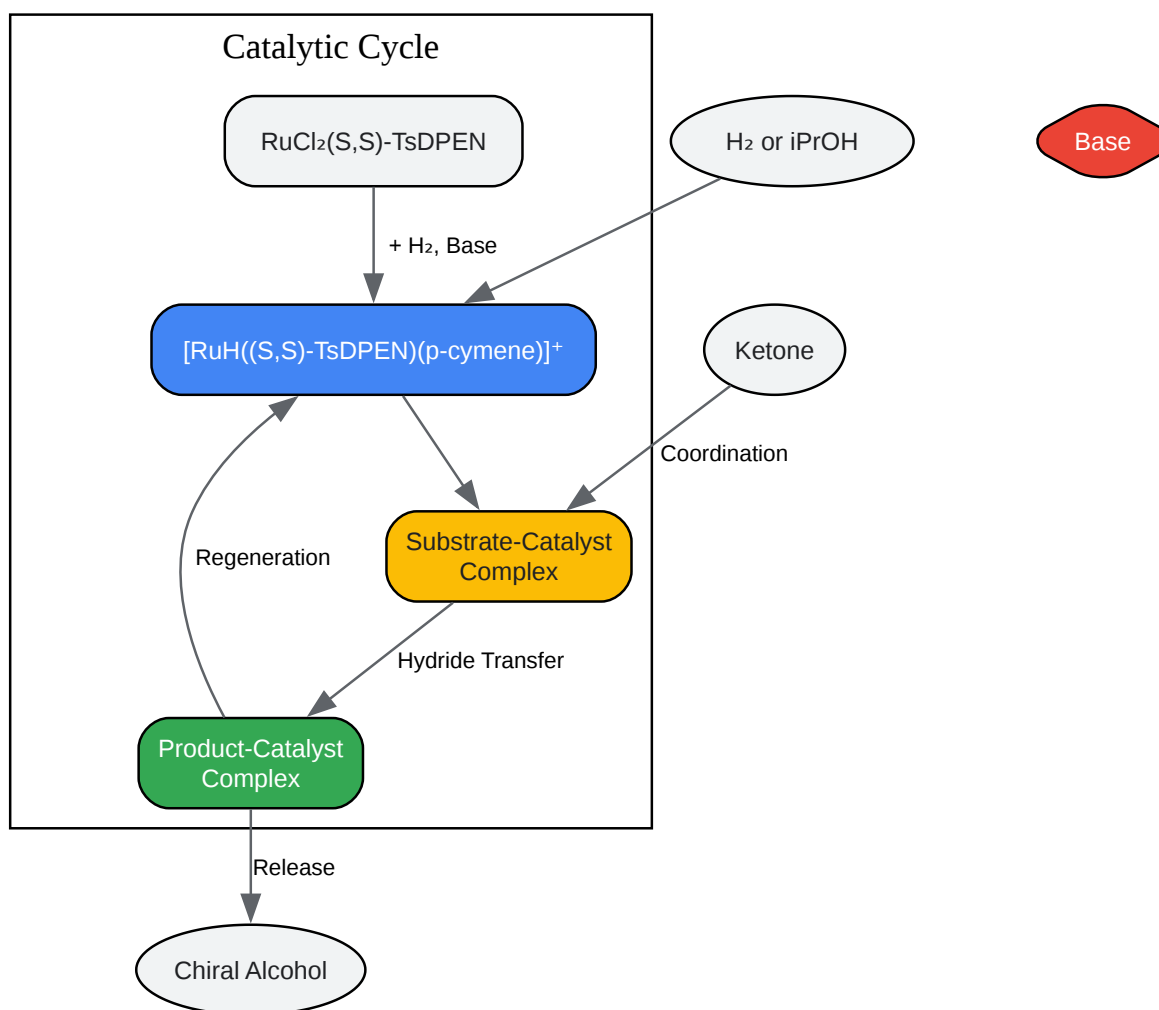 Catalytic Cycle
RuCl₂(S,S)-TsDPEN
H₂ or iPrOH
Base
+ H₂, Base
[RuH((S,S)-TsDPEN)(p-cymene)]⁺
Ketone
Coordination
Substrate-Catalyst
Complex
Regeneration
Hydride Transfer
Product-Catalyst
Complex
Release
Chiral Alcohol